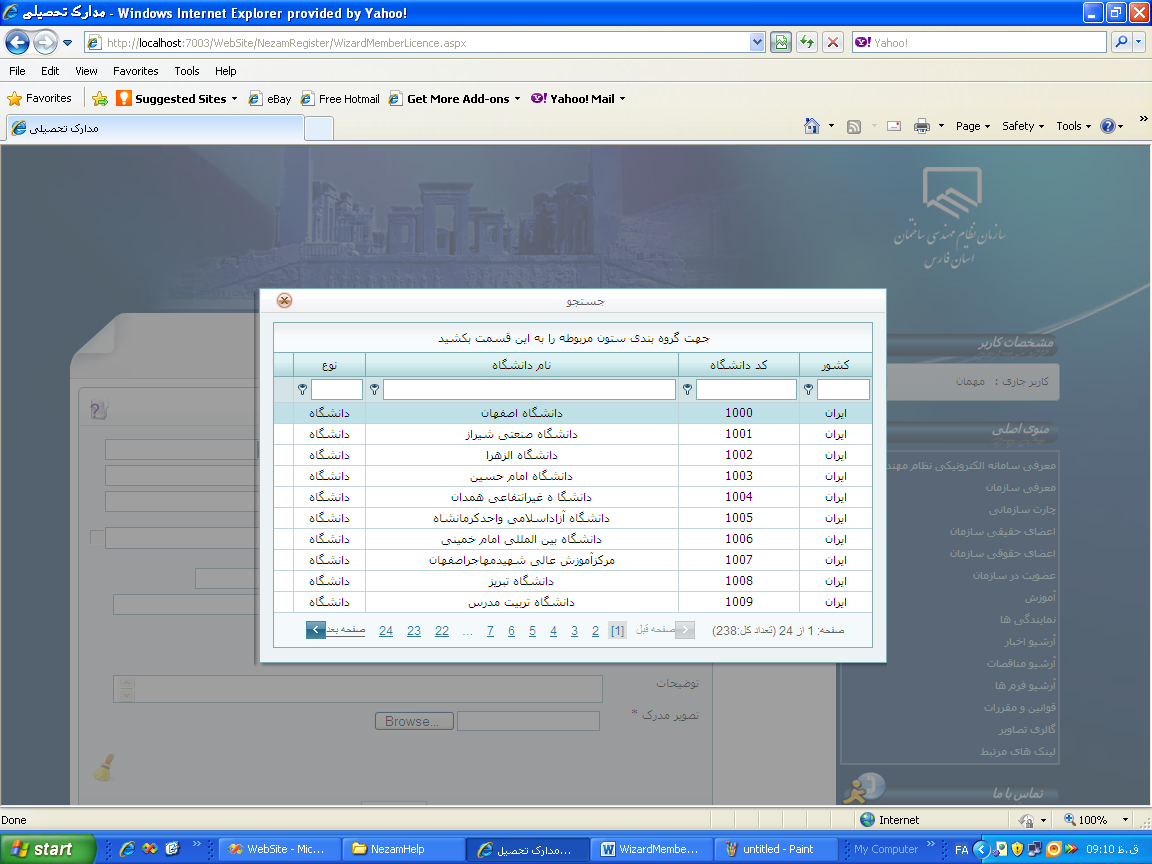 مدارک تحصیلی - Windows Internet Explorer provided by Yahoo!
http://localhost:7003/WebSite/NezamRegister/WizardMemberLicence.aspx
Yahoo!
File Edit View Favorites Tools Help
Favorites Suggested Sites eBay Free Hotmail Get More Add-ons Yahoo! Mail
مدارک تحصیلی
Page Safety Tools
سازمان نظام مهندسی ساختمان
استان فارس
جستجو
جهت گروه بندی ستون مربوطه را به این قسمت بکشید
کشور کد دانشگاه نام دانشگاه نوع
ایران 1000 دانشگاه اصفهان دانشگاه
ایران 1001 دانشگاه صنعتی شیراز دانشگاه
ایران 1002 دانشگاه الزهرا دانشگاه
ایران 1003 دانشگاه امام حسین دانشگاه
ایران 1004 دانشگا ه غیرانتفاعی همدان دانشگاه
ایران 1005 دانشگاه آزاداسلامی واحدکرمانشاه دانشگاه
ایران 1006 دانشگاه بین المللی امام خمینی دانشگاه
ایران 1007 مرکزآموزش عالی شهیدمهاجراصفهان دانشگاه
ایران 1008 دانشگاه تبریز دانشگاه
ایران 1009 دانشگاه تربیت مدرس دانشگاه
صفحه: 1 از 24 (تعداد کل:238) صفحه قبل [1] 2 3 4 5 6 7 ... 22 23 24 صفحه بعد
مشخصات کاربر
کاربر جاری : مهمان
منوی اصلی
معرفی سامانه الکترونیکی نظام مهند
معرفی سازمان
چارت سازمانی
اعضای حقیقی سازمان
اعضای حقوقی سازمان
عضویت در سازمان
آموزش
نمایندگی ها
آرشیو اخبار
آرشیو مناقصات
آرشیو فرم ها
قوانین و مقررات
گالری تصاویر
لینک های مرتبط
تماس با ما
توضیحات
تصویر مدرک *
Browse...
Done Internet 100%
start WebSite - Mic... NezamHelp مدارک تحصیل... WizardMembe... untitled - Paint My Computer FA 09:10 ق.ظ